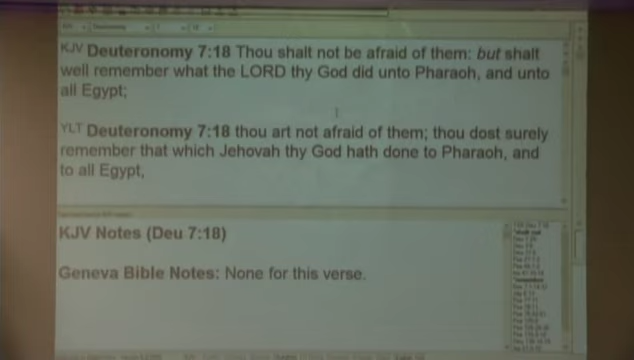 KJV Deuteronomy 7:18 Thou shalt not be afraid of them: but shalt
well remember what the LORD thy God did unto Pharaoh, and unto
all Egypt;
YLT Deuteronomy 7:18 thou art not afraid of them; thou dost surely
remember that which Jehovah thy God hath done to Pharaoh, and
to all Egypt,
KJV Notes (Deu 7:18)
Geneva Bible Notes: None for this verse.